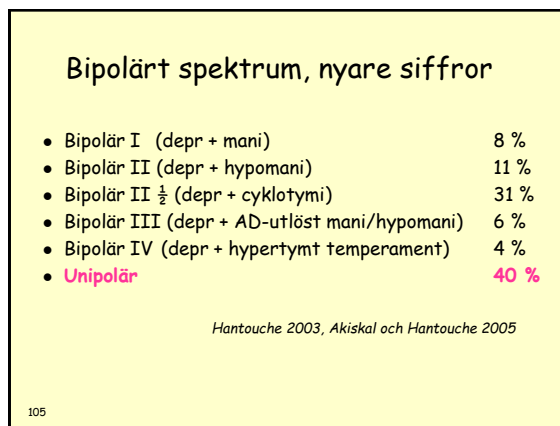 Bipolärt spektrum, nyare siffror
● Bipolär I (depr + mani) 8 %
● Bipolär II (depr + hypomani) 11 %
● Bipolär II ½ (depr + cyklotymi) 31 %
● Bipolär III (depr + AD-utlöst mani/hypomani) 6 %
● Bipolär IV (depr + hypertymt temperament) 4 %
● Unipolär 40 %
Hantouche 2003, Akiskal och Hantouche 2005
105